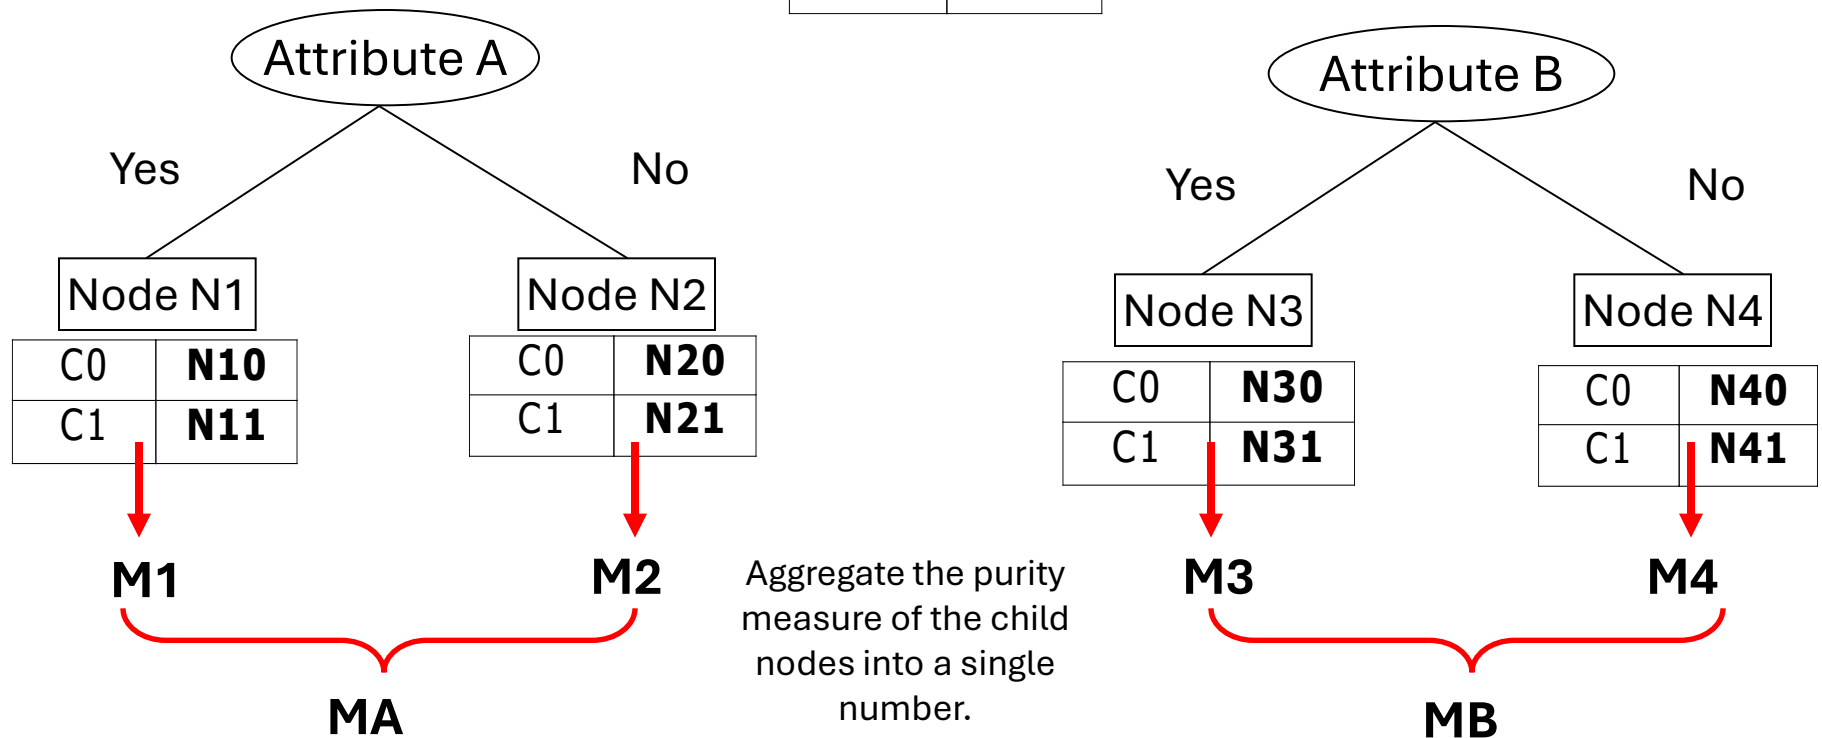 Attribute A
Attribute B
Yes
No
Yes
No
Node N1
Node N2
Node N3
Node N4
C0 N10
C1 N11
C0 N20
C1 N21
C0 N30
C1 N31
C0 N40
C1 N41
M1
M2
M3
M4
Aggregate the purity
measure of the child
nodes into a single
number.
MA
MB